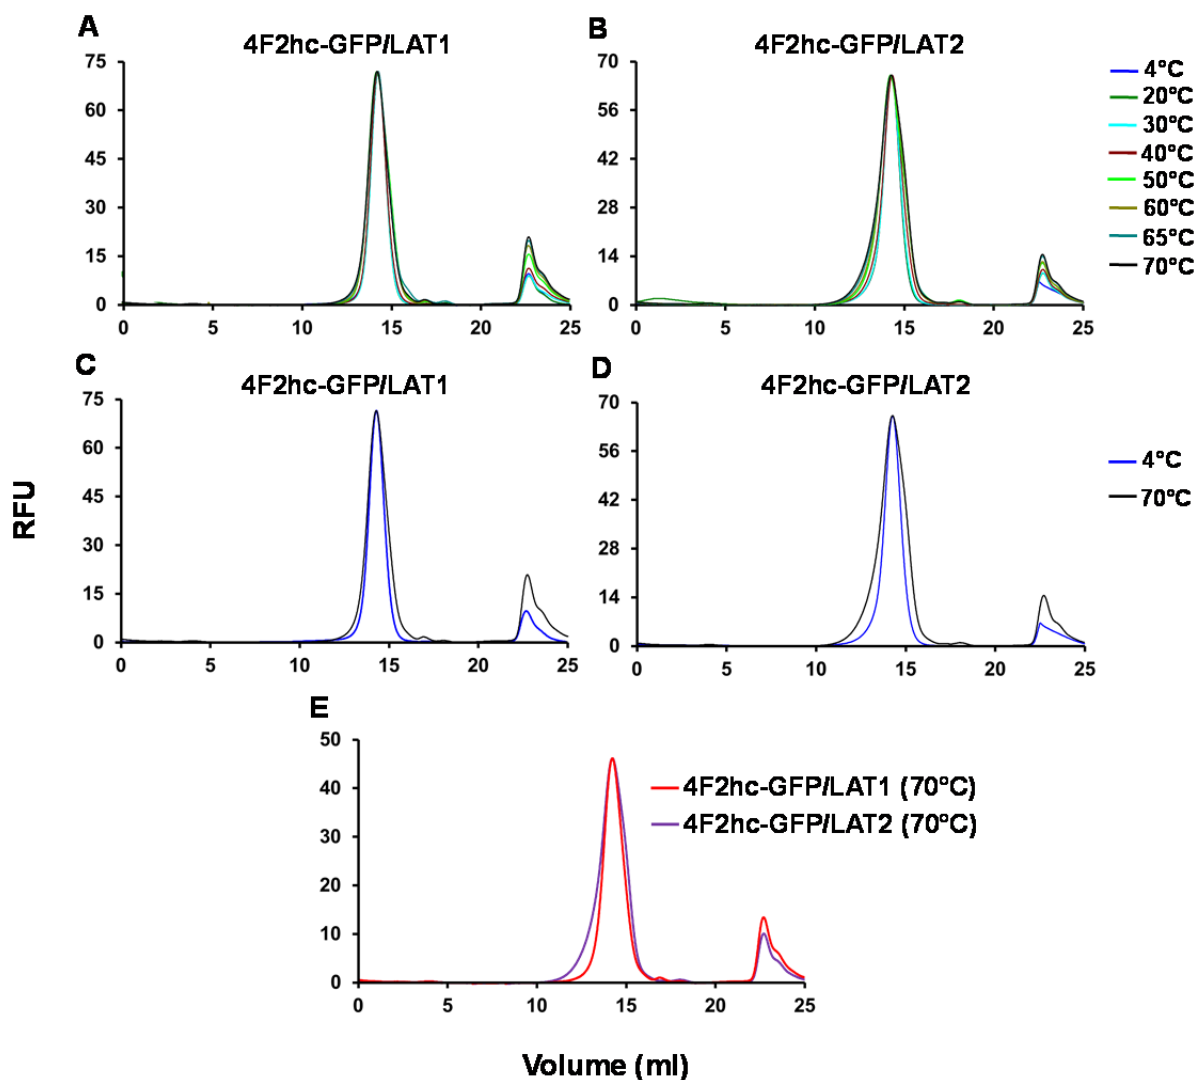 A
4F2hc-GFP/LAT1
75
60
45
30
15
0
0 5 10 15 20 25
B
4F2hc-GFP/LAT2
70
56
42
28
14
0
0 5 10 15 20 25
4°C
20°C
30°C
40°C
50°C
60°C
65°C
70°C
C
4F2hc-GFP/LAT1
75
60
45
30
15
0
0 5 10 15 20 25
D
4F2hc-GFP/LAT2
70
56
42
28
14
0
0 5 10 15 20 25
4°C
70°C
RFU
E
50
40
30
20
10
0
0 5 10 15 20 25
4F2hc-GFP/LAT1 (70°C)
4F2hc-GFP/LAT2 (70°C)
Volume (ml)